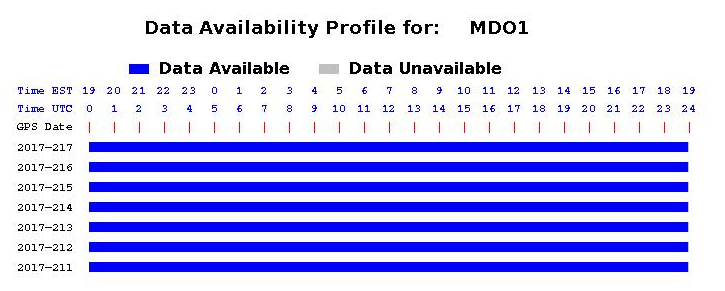 Data Availability Profile for: MDO1
Data Available Data Unavailable
Time EST 19 20 21 22 23 0 1 2 3 4 5 6 7 8 9 10 11 12 13 14 15 16 17 18 19
Time UTC 0 1 2 3 4 5 6 7 8 9 10 11 12 13 14 15 16 17 18 19 20 21 22 23 24
GPS Date
2017-217
2017-216
2017-215
2017-214
2017-213
2017-212
2017-211